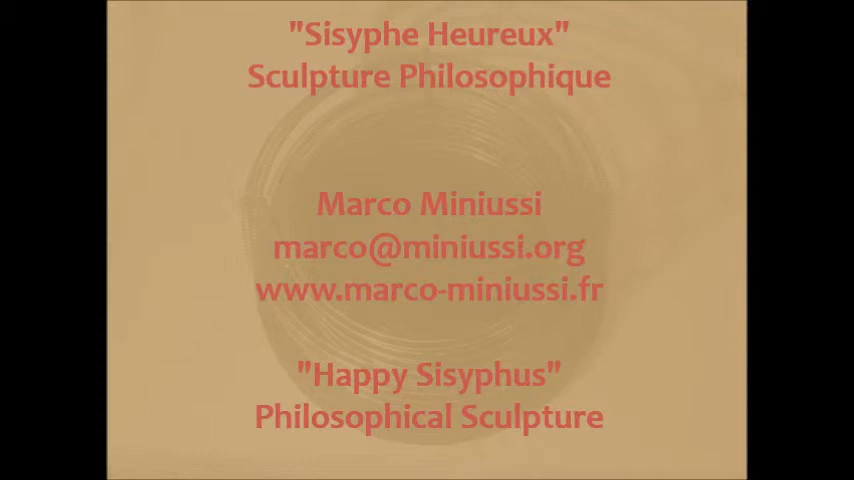 "Sisyphe Heureux"
Sculpture Philosophique
Marco Miniussi
marco@miniussi.org
www.marco-miniussi.fr
"Happy Sisyphus"
Philosophical Sculpture